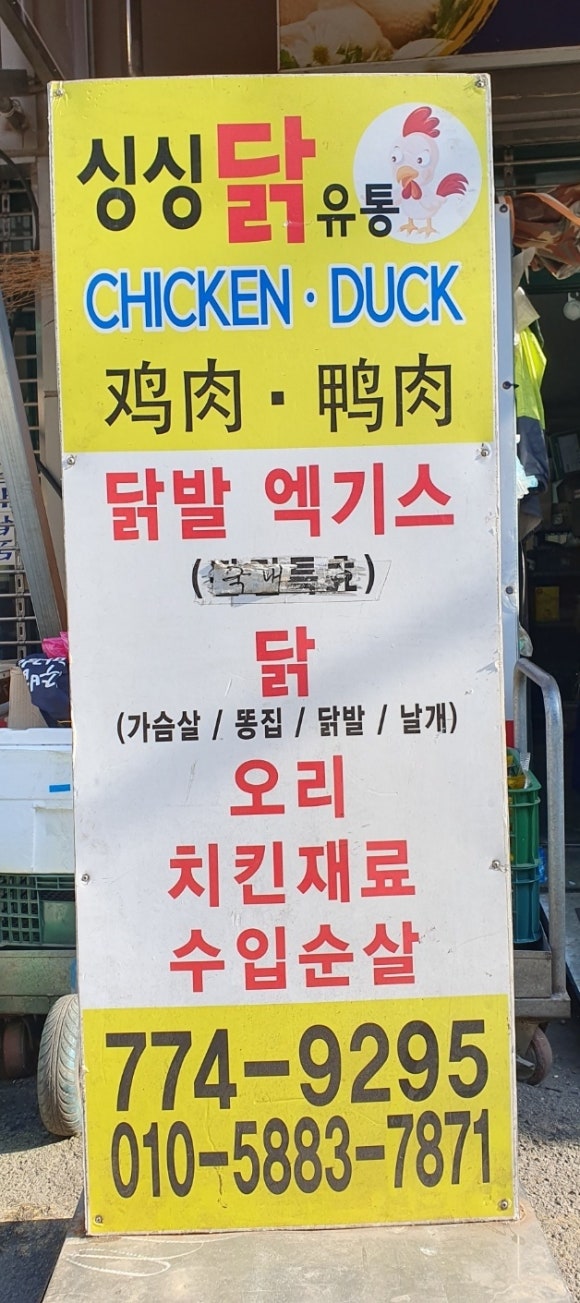 싱싱닭유통
CHICKEN · DUCK
鸡肉 · 鸭肉
닭발 엑기스
닭
(가슴살 / 똥집 / 닭발 / 날개)
오리
치킨재료
수입순살
774-9295
010-5883-7871